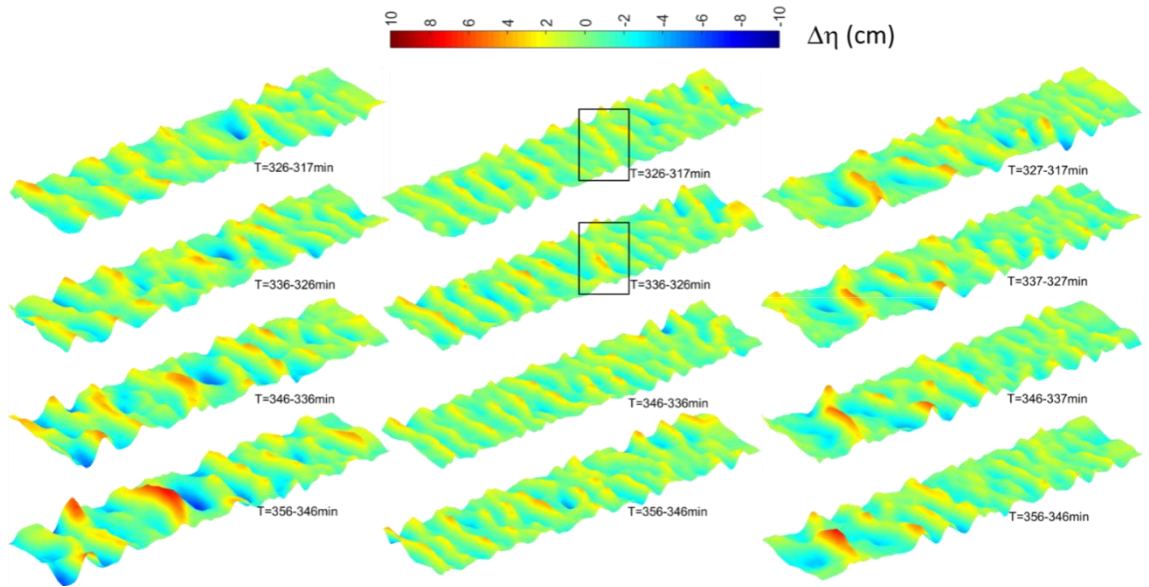 10 8 6 4 2 0 -2 -4 -6 -8 -10
Δη (cm)
T=326-317min
T=326-317min
T=327-317min
T=336-326min
T=336-326min
T=337-327min
T=346-336min
T=346-336min
T=346-337min
T=356-346min
T=356-346min
T=356-346min